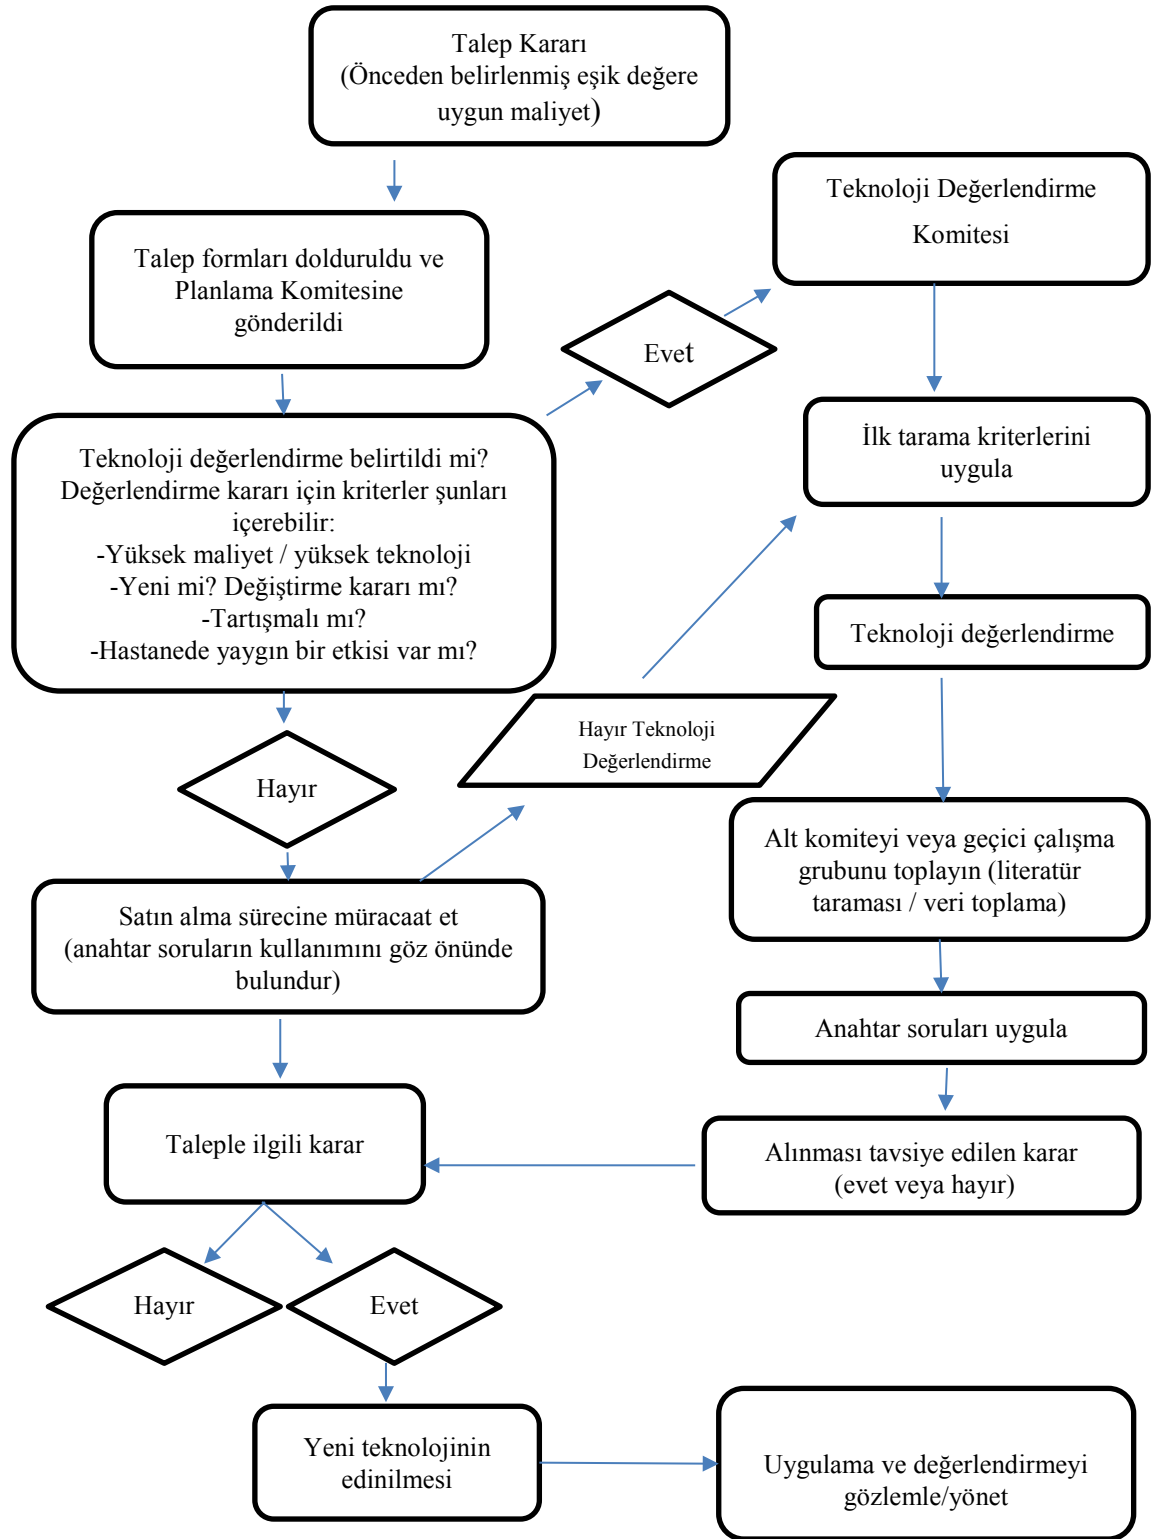 Talep Kararı
(Önceden belirlenmiş eşik değere
uygun maliyet)
Teknoloji Değerlendirme
Komitesi
Talep formları dolduruldu ve
Planlama Komitesine
gönderildi
Evet
Teknoloji değerlendirme belirtildi mi?
Değerlendirme kararı için kriterler şunları
içerebilir:
-Yüksek maliyet / yüksek teknoloji
-Yeni mi? Değiştirme kararı mı?
-Tartışmalı mı?
-Hastanede yaygın bir etkisi var mı?
İlk tarama kriterlerini
uygula
Teknoloji değerlendirme
Hayır Teknoloji
Değerlendirme
Hayır
Alt komiteyi veya geçici çalışma
grubunu toplayın (literatür
taraması / veri toplama)
Satın alma sürecine müracaat et
(anahtar soruların kullanımını göz önünde
bulundur)
Anahtar soruları uygula
Taleple ilgili karar
Alınması tavsiye edilen karar
(evet veya hayır)
Hayır
Evet
Yeni teknolojinin
edinilmesi
Uygulama ve değerlendirmeyi
gözlemle/yönet